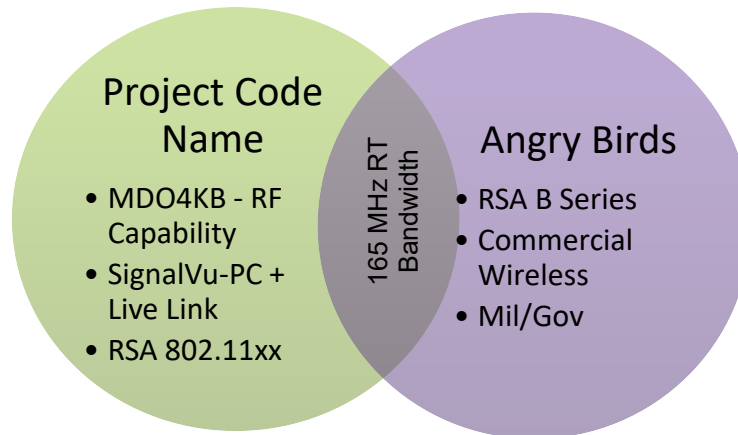 Project Code
Name
• MDO4KB - RF
Capability
• SignalVu-PC +
Live Link
• RSA 802.11xx
165 MHz RT
Bandwidth
Angry Birds
• RSA B Series
• Commercial
Wireless
• Mil/Gov